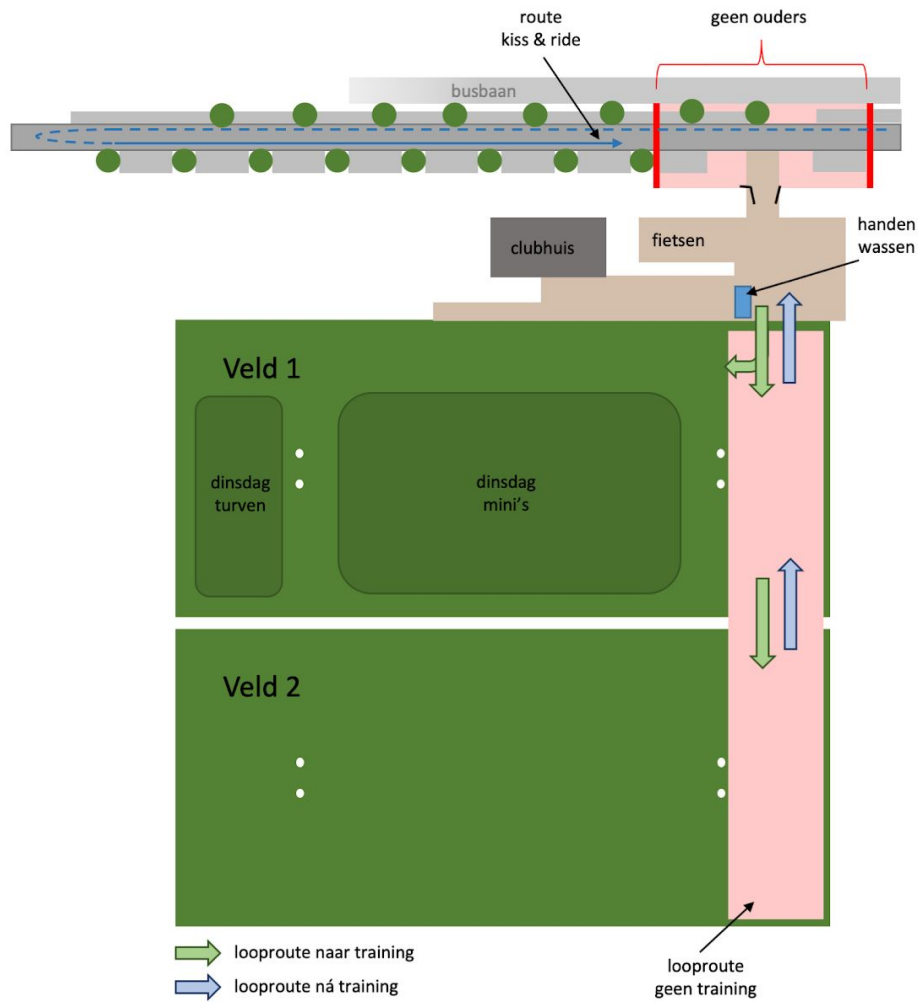 route
kiss & ride
geen ouders
busbaan
clubhuis
fietsen
handen
wassen
Veld 1
dinsdag
turven
dinsdag
mini's
Veld 2
looproute naar training
looproute ná training
looproute
geen training